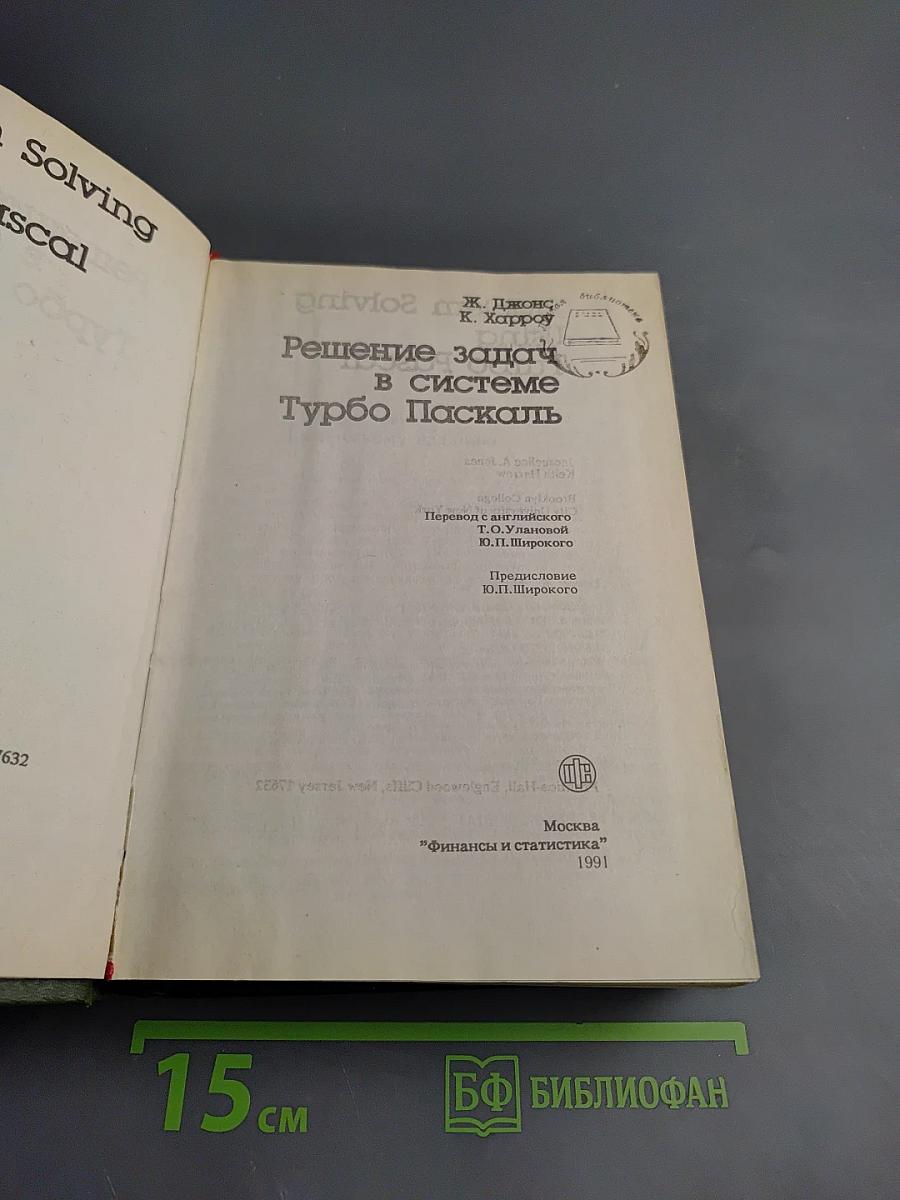 Solving
7632
Ж. Джонс,
К. Харроу
библиотека
Решение задач
в системе
Турбо Паскаль
Перевод с английского
Т.О.Улановой
Ю.П.Широкого
Предисловие
Ю.П.Широкого
Москва
"Финансы и статистика"
1991
15 см
БФ БИБЛИОФАН